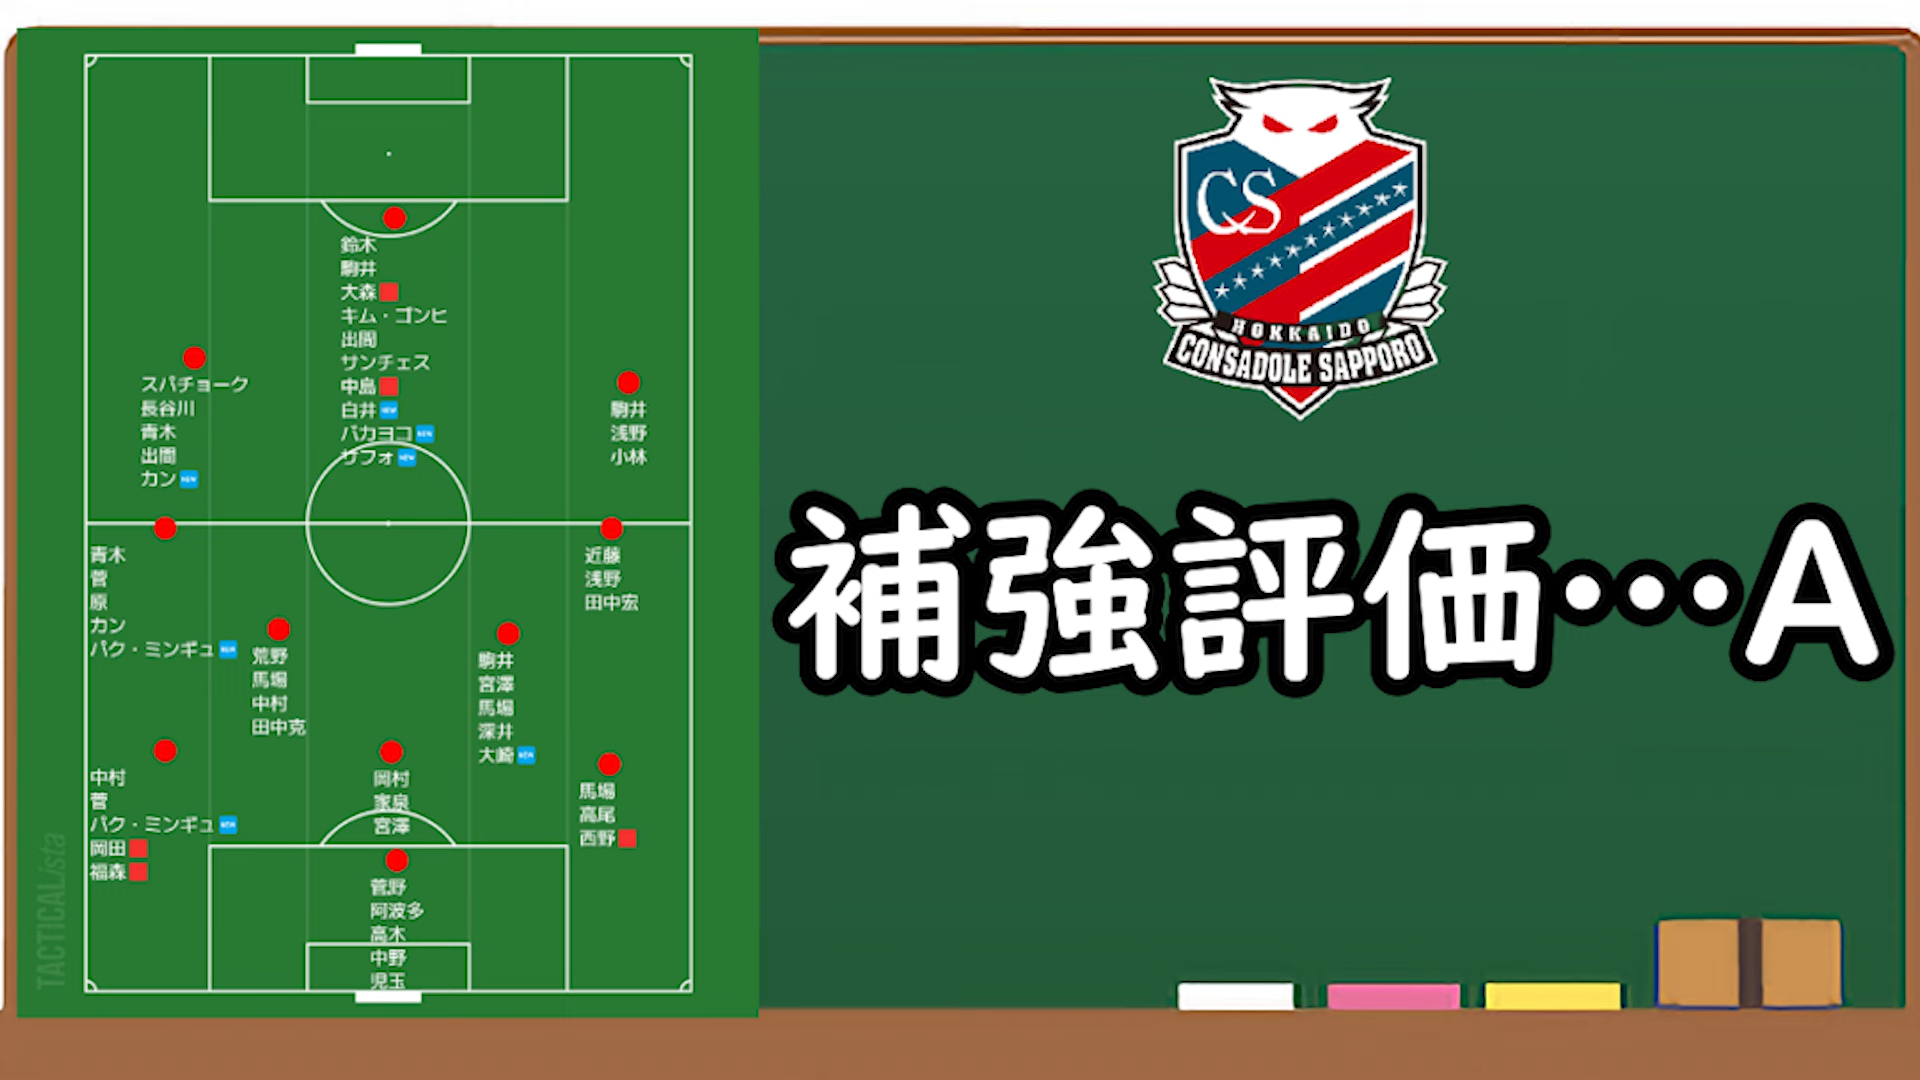 鈴木
駒井
大森
キム・ゴンヒ
出間
サンチェス
中島
白井 NEW
バカヨコ NEW
サフォ NEW
スパチョーク
長谷川
青木
出間
カン NEW
駒井
浅野
小林
青木
菅
原
カン
パク・ミンギュ NEW
近藤
浅野
田中宏
荒野
馬場
中村
田中克
駒井
宮澤
馬場
深井
大崎 NEW
中村
菅
パク・ミンギュ NEW
岡田
福森
岡村
家泉
宮澤
馬場
高尾
西野
菅野
阿波多
高木
中野
児玉
TACTICALista
CS
HOKKAIDO
CONSADOLE SAPPORO
補強評価…A